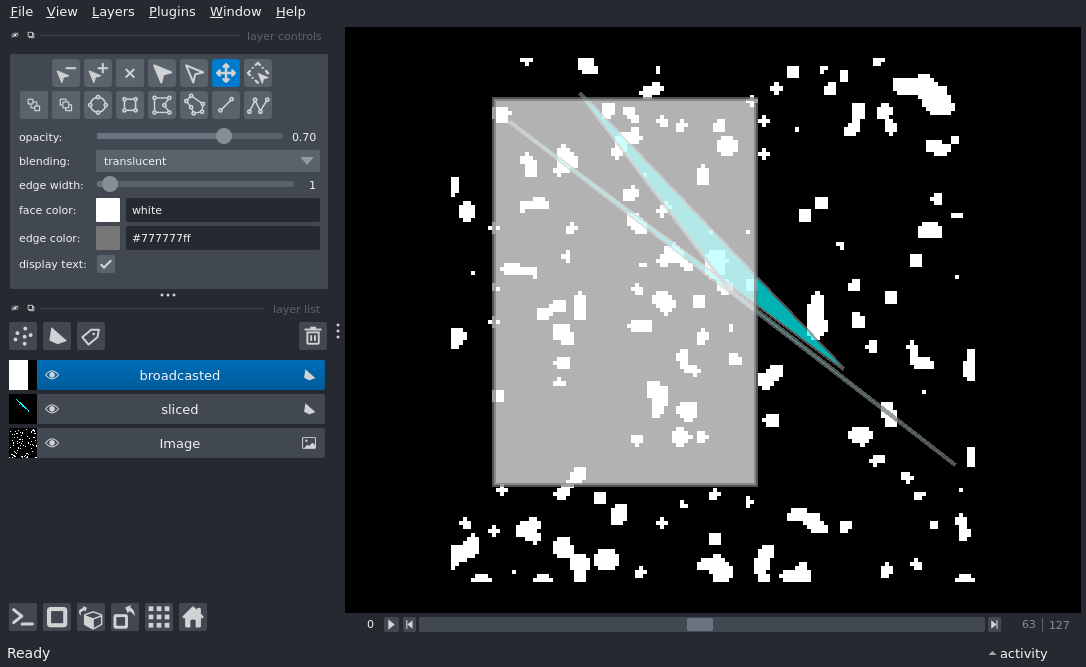 File View Layers Plugins Window Help
layer controls
opacity: 0.70
blending: translucent
edge width: 1
face color: white
edge color: #777777ff
display text:
layer list
broadcasted
sliced
Image
0 63 127
Ready activity